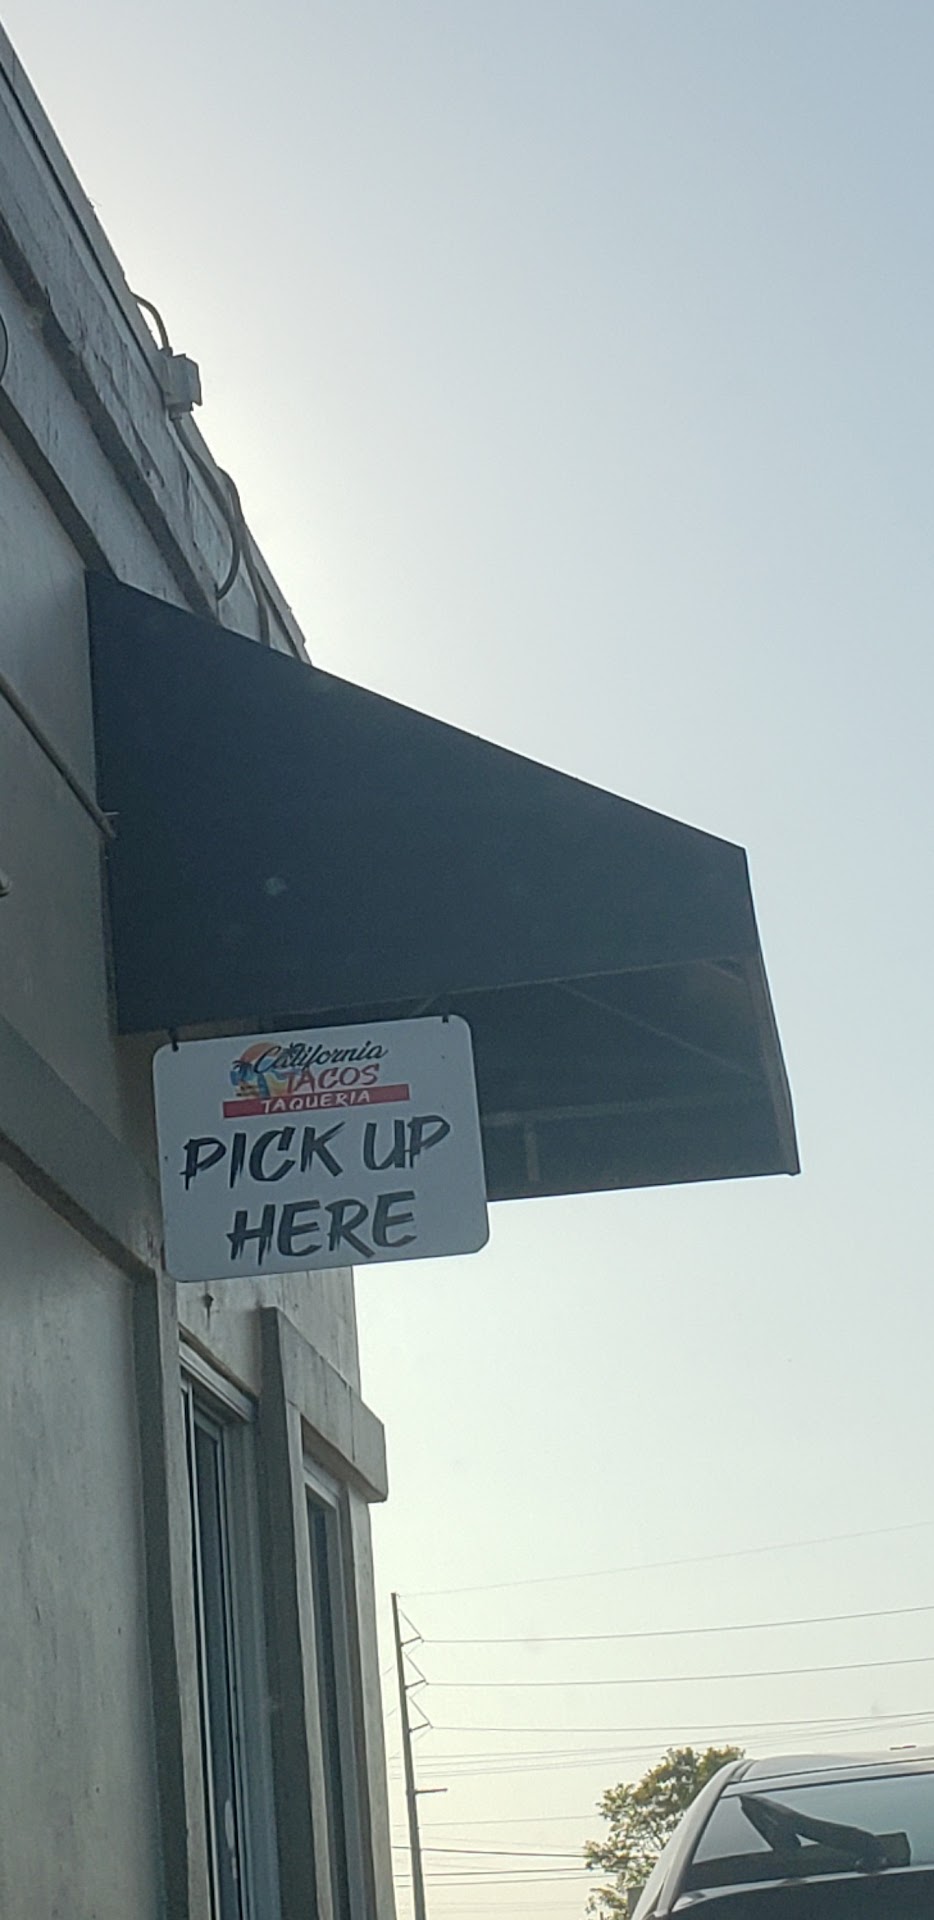 California
TACOS
TAQUERIA
PICK UP
HERE